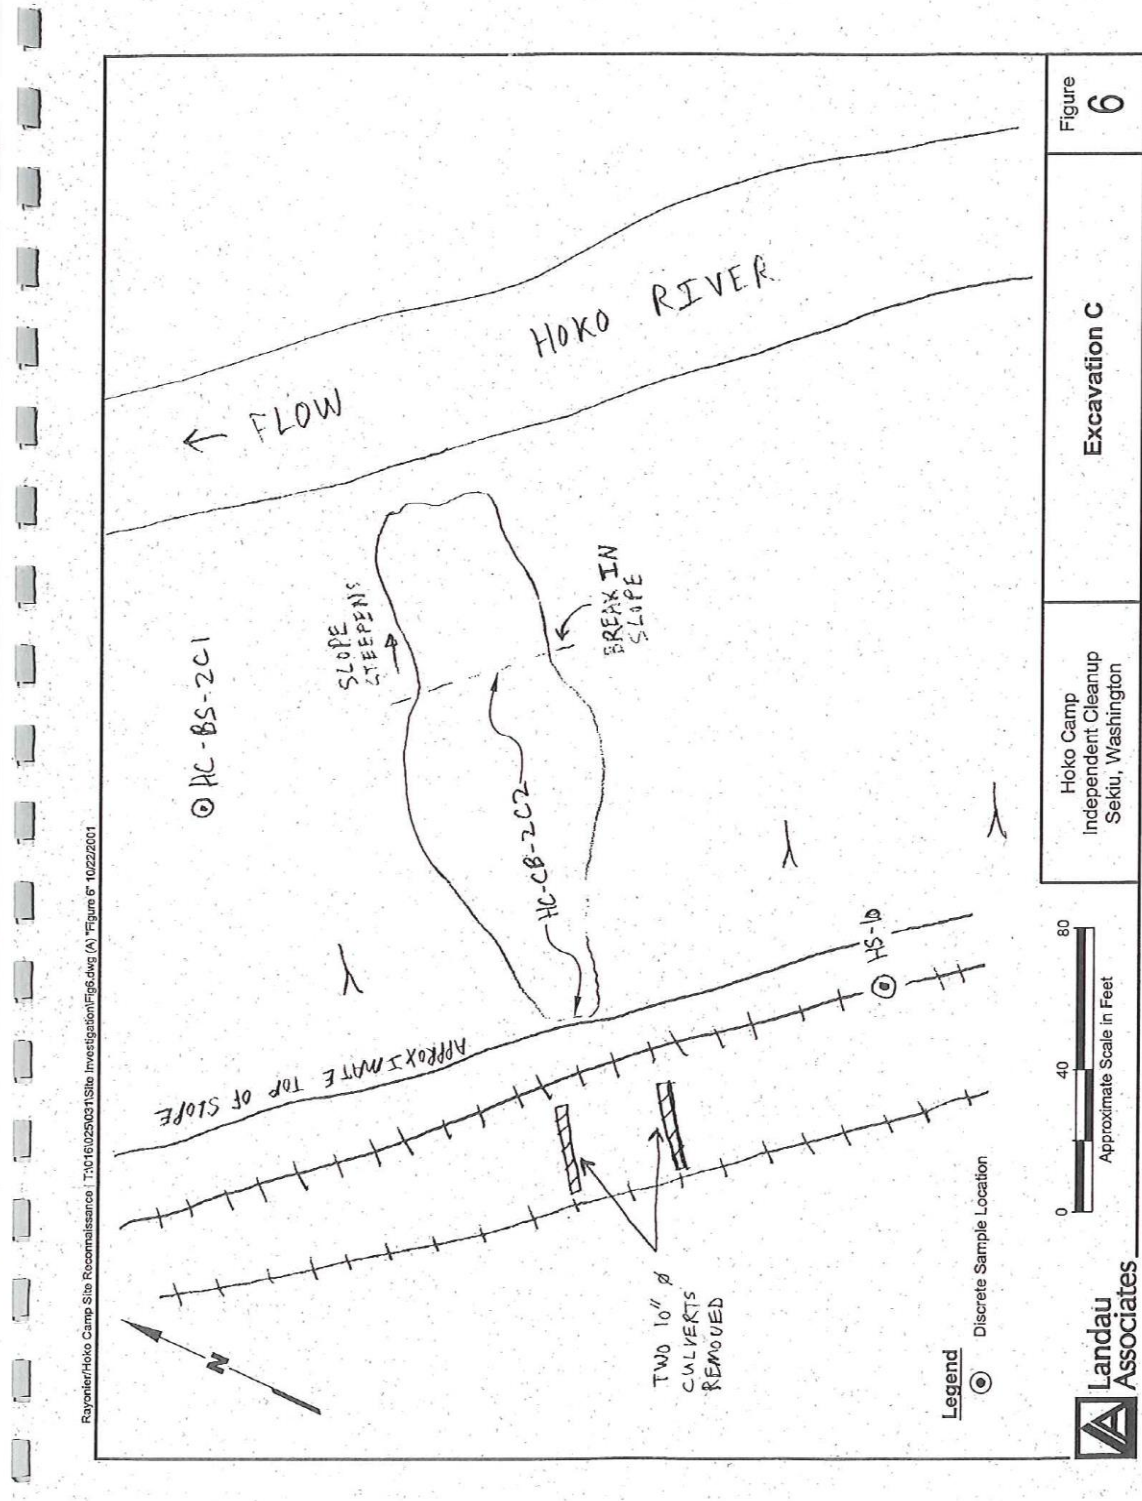 Rayonier/Hoko Camp Site Reconnaissance | T:\016\025\031\Site Investigation\Fig6.dwg (A) "Figure 6" 10/22/2001
N
FLOW
HOKO RIVER
HC-BS-2C1
SLOPE
STEEPENS
BREAK IN
SLOPE
HC-CB-2C2
APPROXIMATE TOP OF SLOPE
HS-10
TWO 10" Ø
CULVERTS
REMOVED
Legend
Discrete Sample Location
0 40 80
Approximate Scale in Feet
Landau
Associates
Hoko Camp
Independent Cleanup
Sekiu, Washington
Excavation C
Figure
6